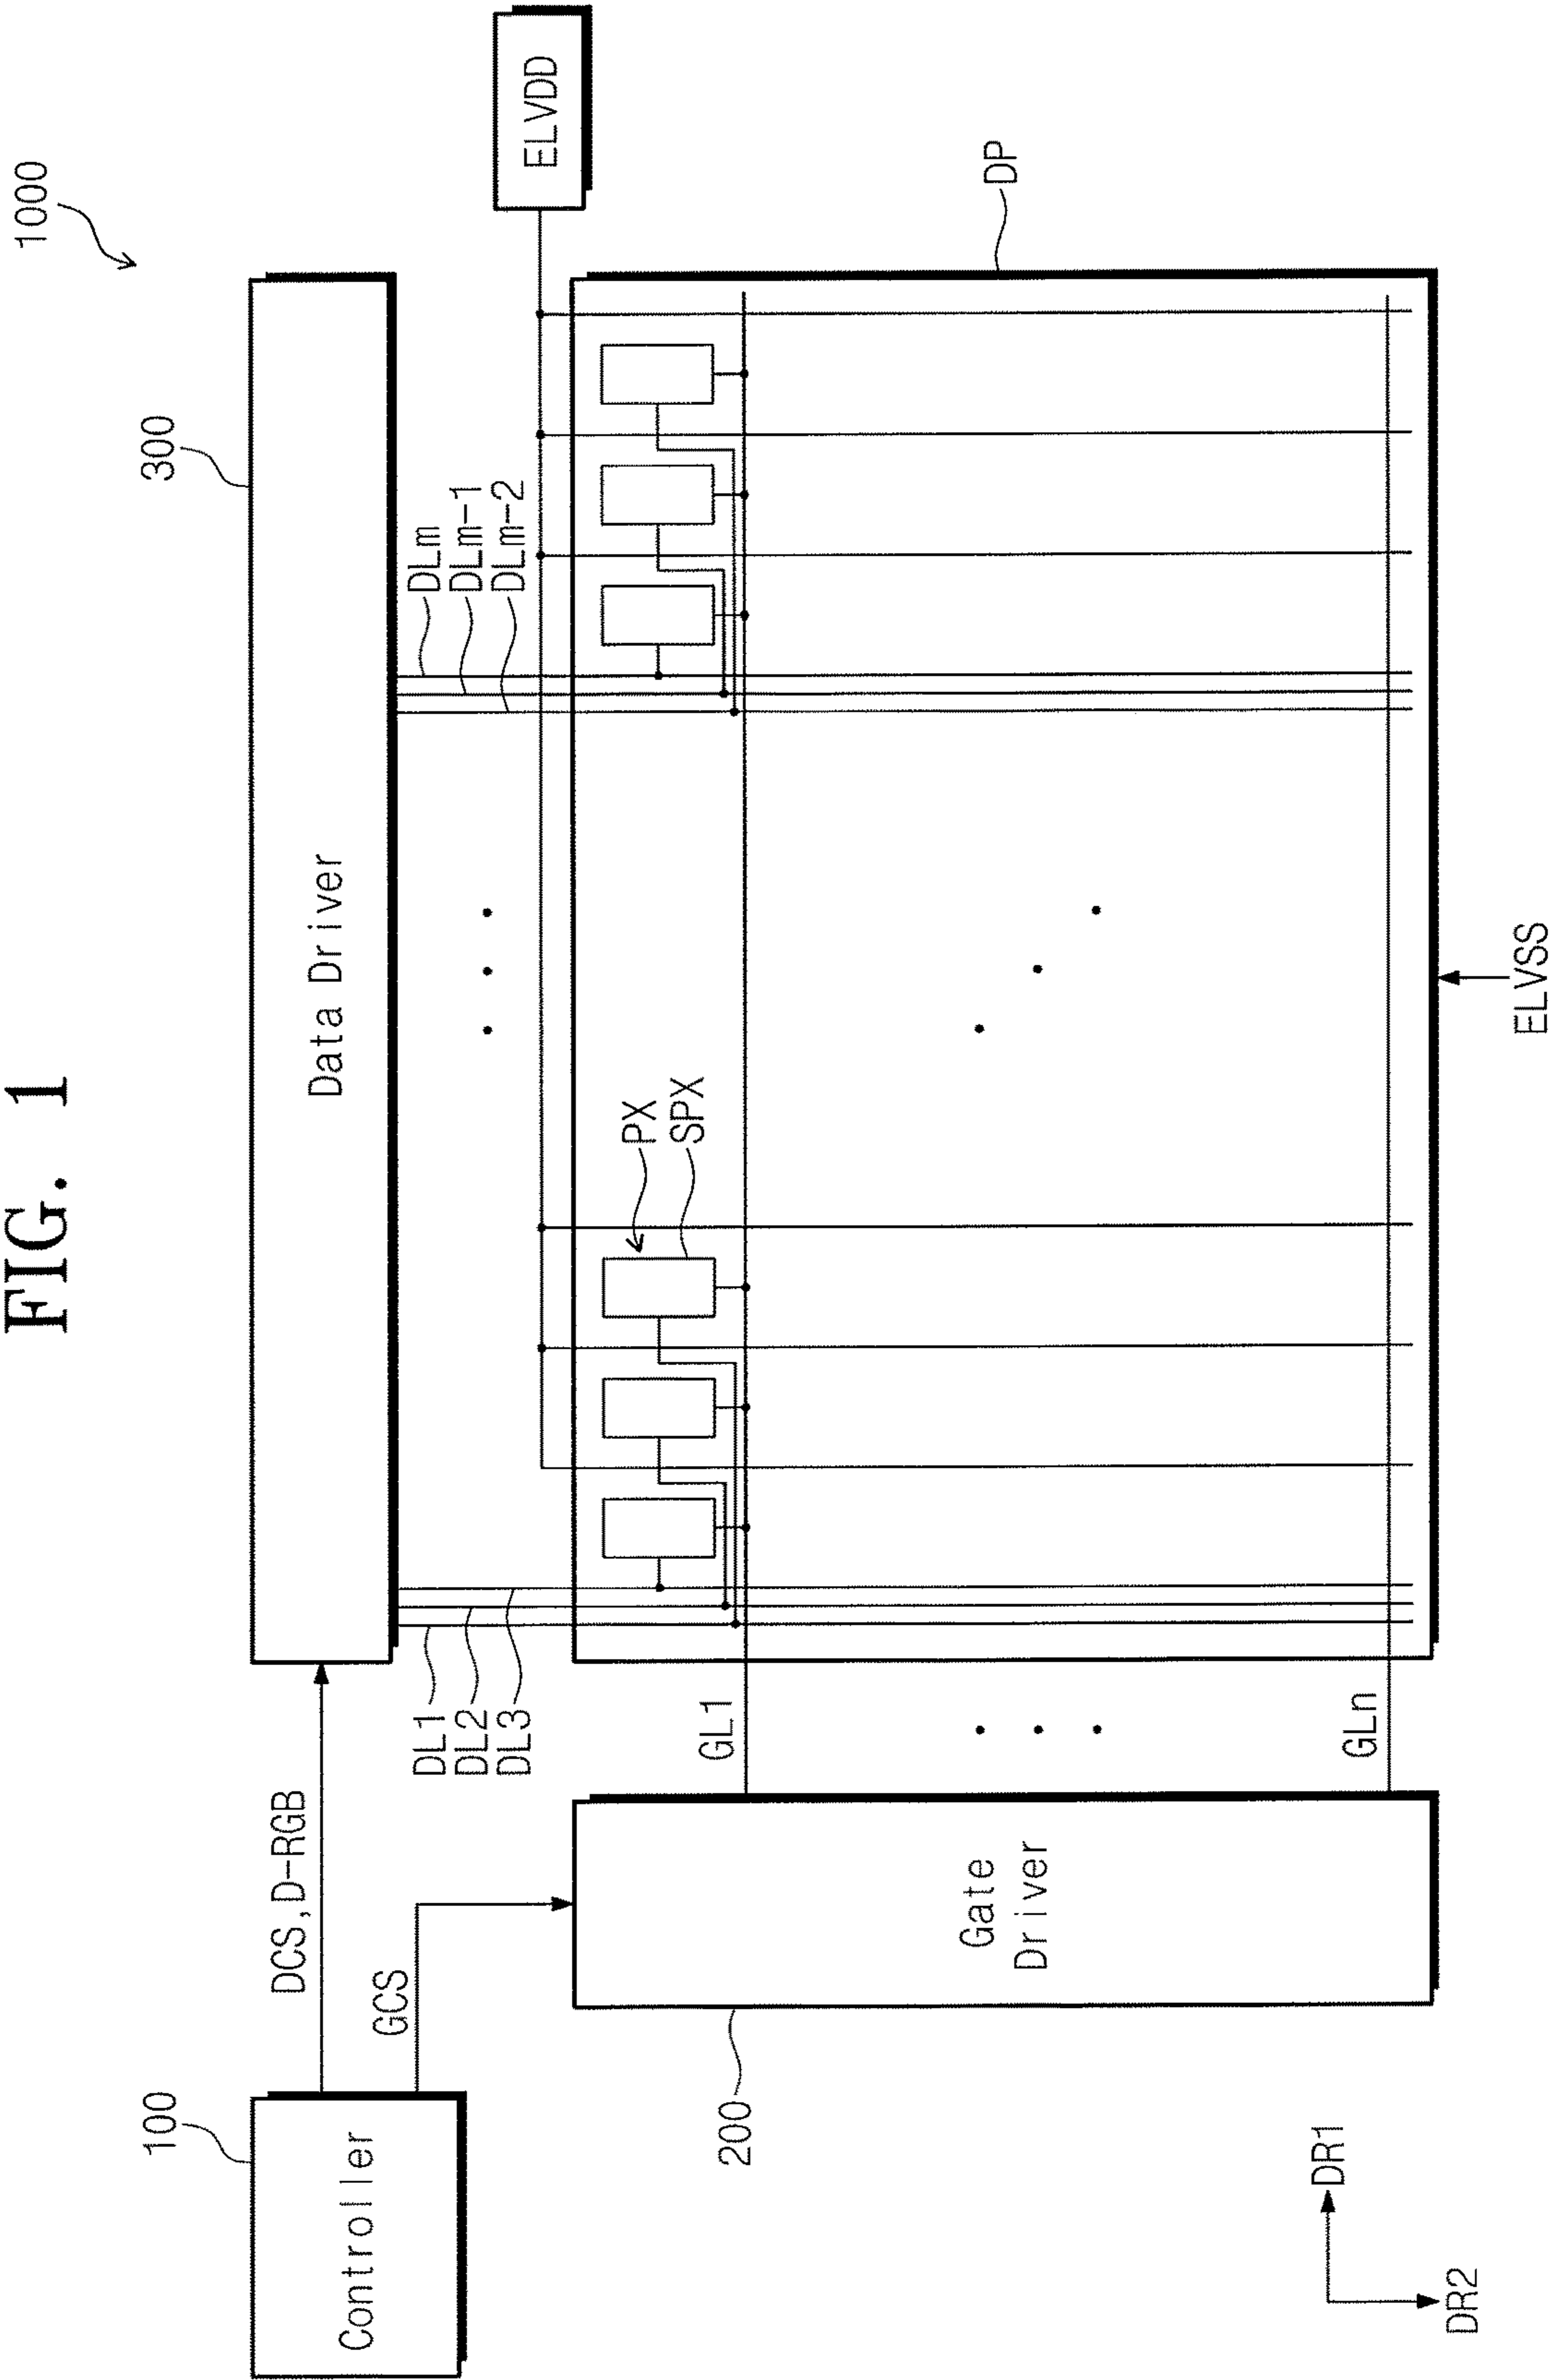 FIG. 1
1000
100
300
Controller
DCS,D-RGB
GCS
Data Driver
ELVDD
DL1
DL2
DL3
DLm
DLm-1
DLm-2
PX
SPX
DP
GL1
GLn
200
Gate
Driver
ELVSS
DR1
DR2